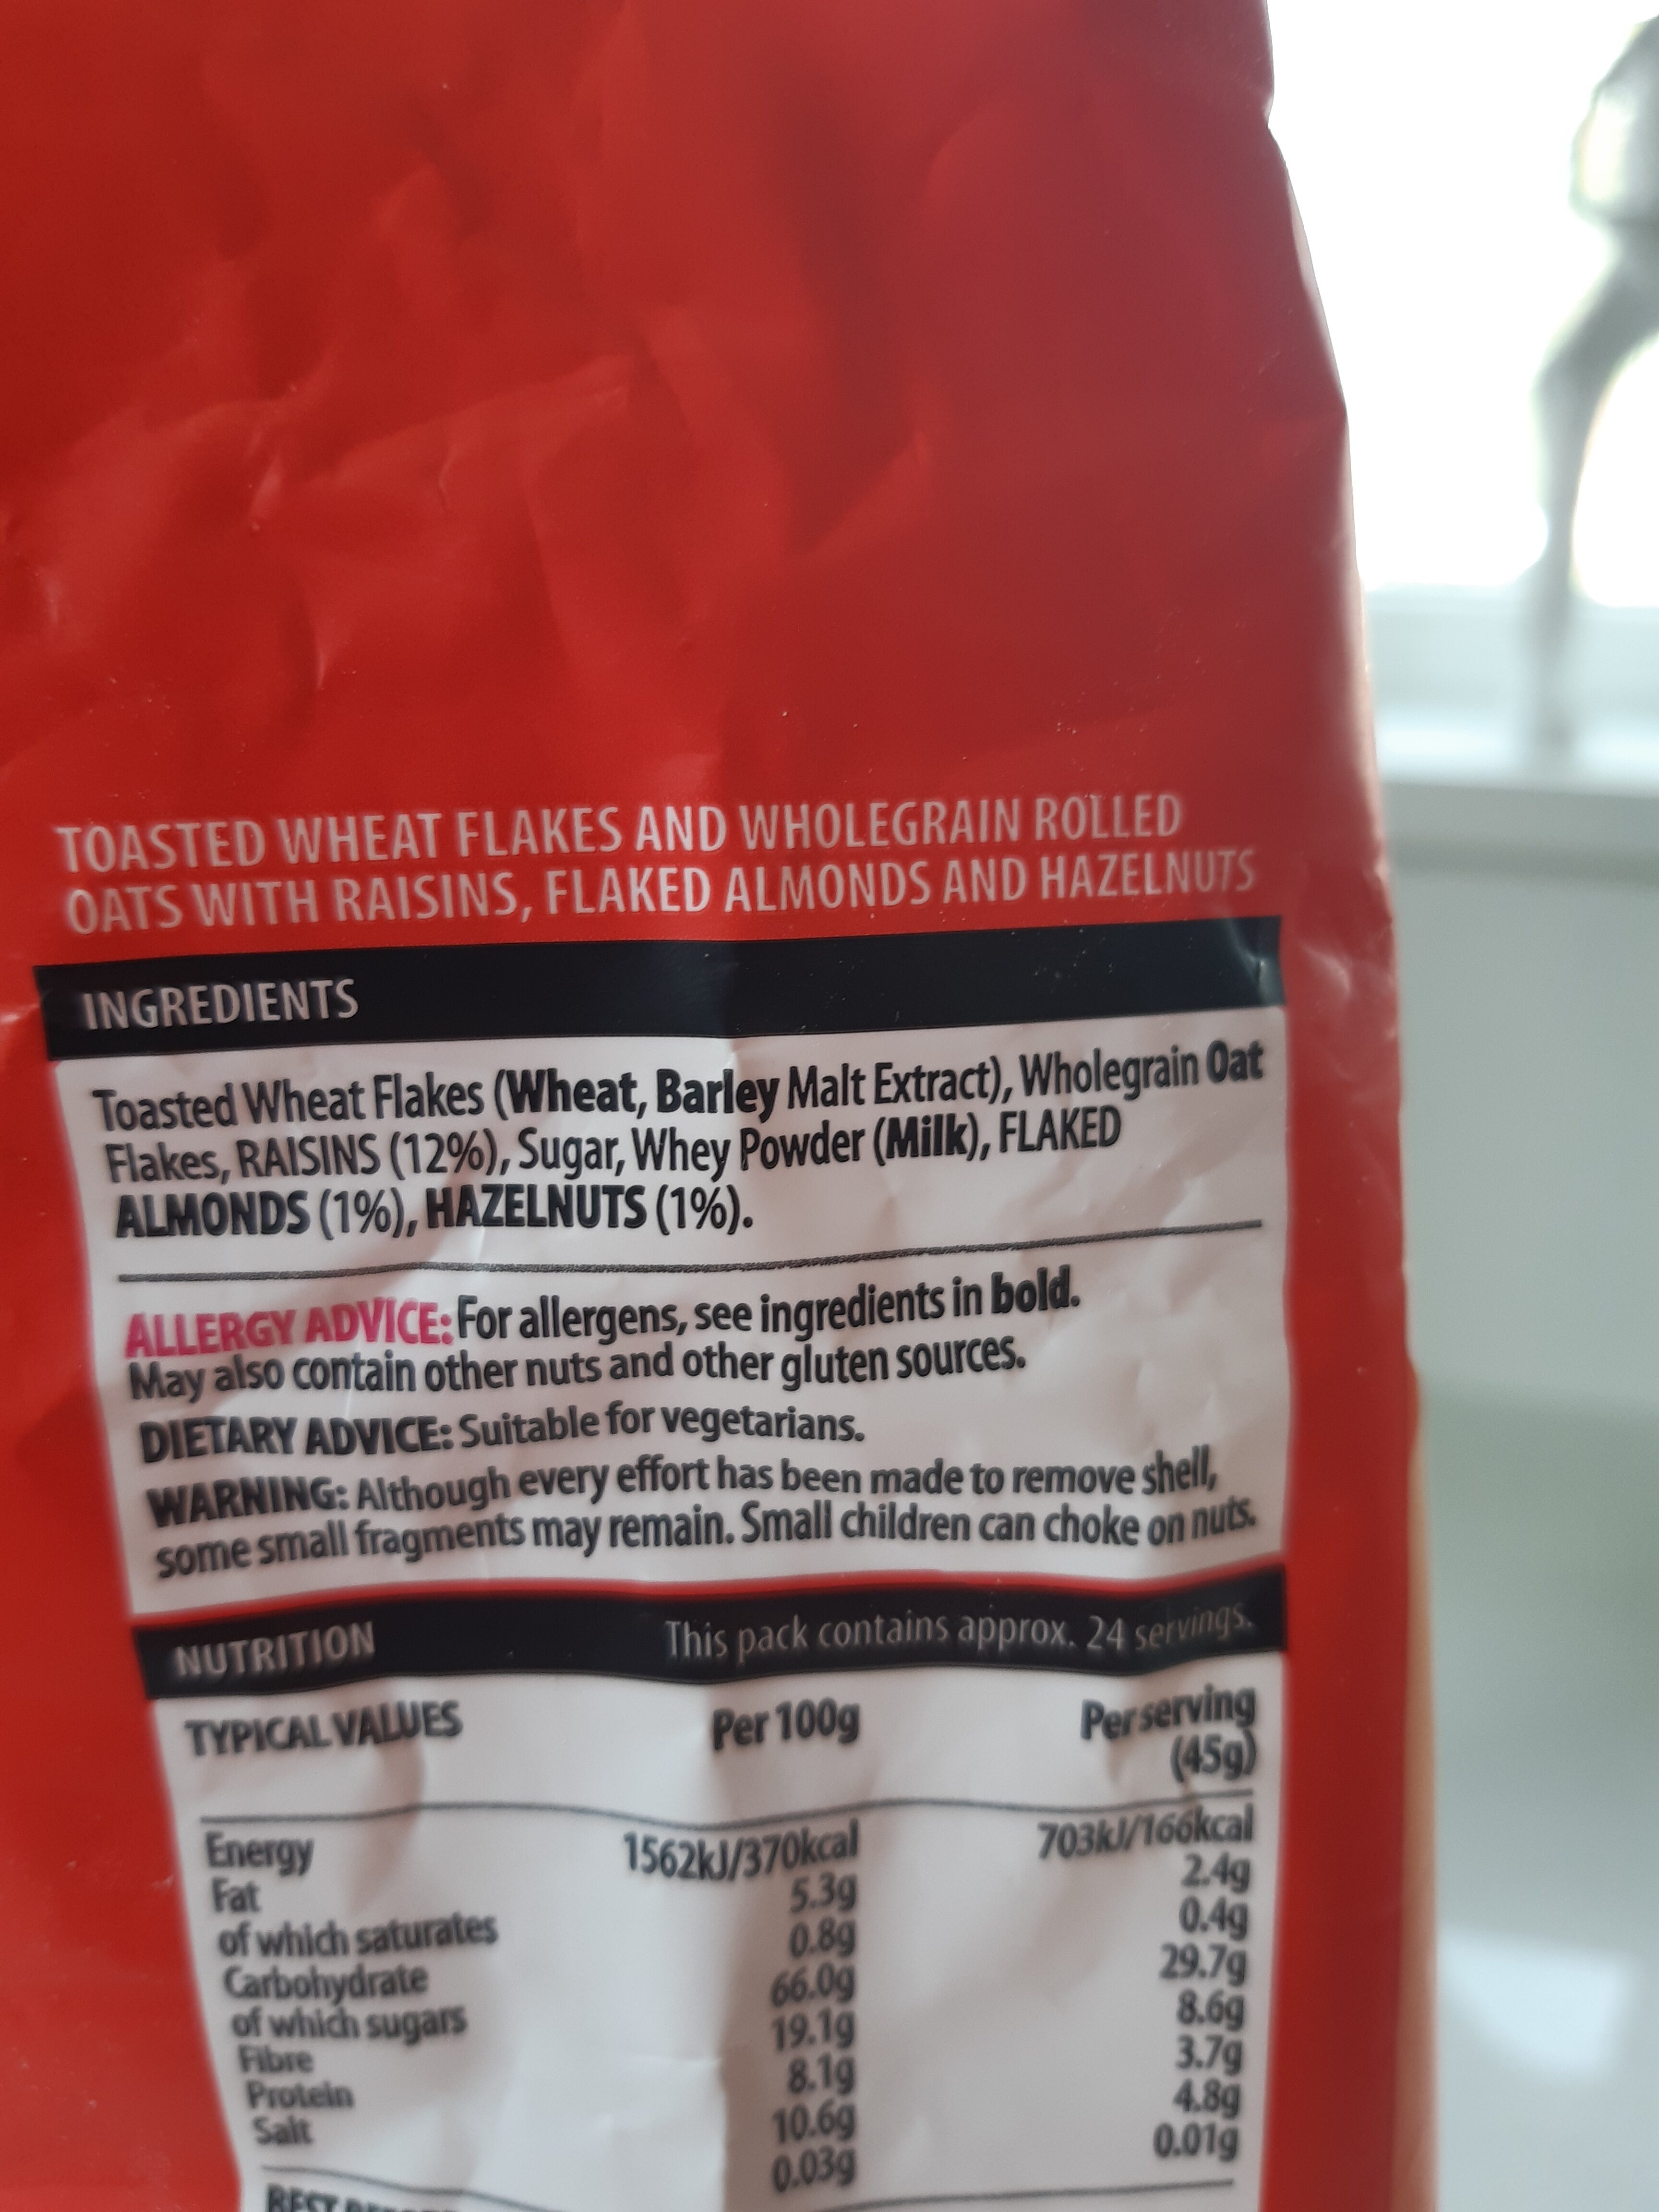 TOASTED WHEAT FLAKES AND WHOLEGRAIN ROLLED
OATS WITH RAISINS, FLAKED ALMONDS AND HAZELNUTS
INGREDIENTS
Toasted Wheat Flakes (Wheat, Barley Malt Extract), Wholegrain Oat
Flakes, RAISINS (12%), Sugar, Whey Powder (Milk), FLAKED
ALMONDS (1%), HAZELNUTS (1%).
ALLERGY ADVICE: For allergens, see ingredients in bold.
May also contain other nuts and other gluten sources.
DIETARY ADVICE: Suitable for vegetarians.
WARNING: Although every effort has been made to remove shell,
some small fragments may remain. Small children can choke on nuts.
NUTRITION This pack contains approx. 24 servings.
TYPICAL VALUES Per 100g Per serving
(45g)
Energy 1562kJ/370kcal 703kJ/166kcal
Fat 5.3g 2.4g
of which saturates 0.8g 0.4g
Carbohydrate 66.0g 29.7g
of which sugars 19.1g 8.6g
Fibre 8.1g 3.7g
Protein 10.6g 4.8g
Salt 0.03g 0.01g
BEST